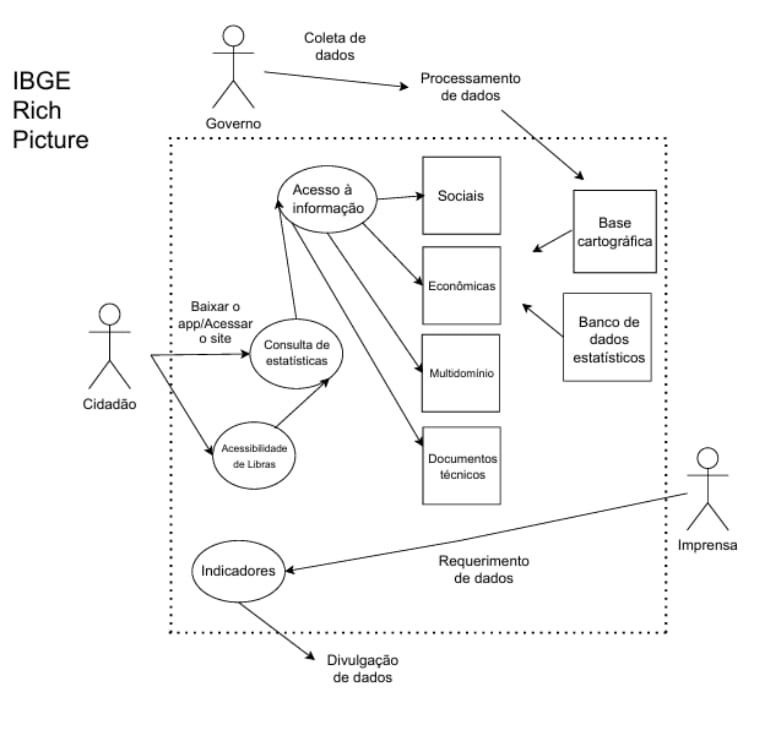 IBGE
Rich
Picture
Coleta de
dados
Processamento
de dados
Governo
Acesso à
informação
Sociais
Base
cartográfica
Econômicas
Baixar o
app/Acessar
o site
Consulta de
estatísticas
Banco de
dados
estatísticos
Multidomínio
Cidadão
Acessibilidade
de Libras
Documentos
técnicos
Imprensa
Indicadores
Requerimento
de dados
Divulgação
de dados